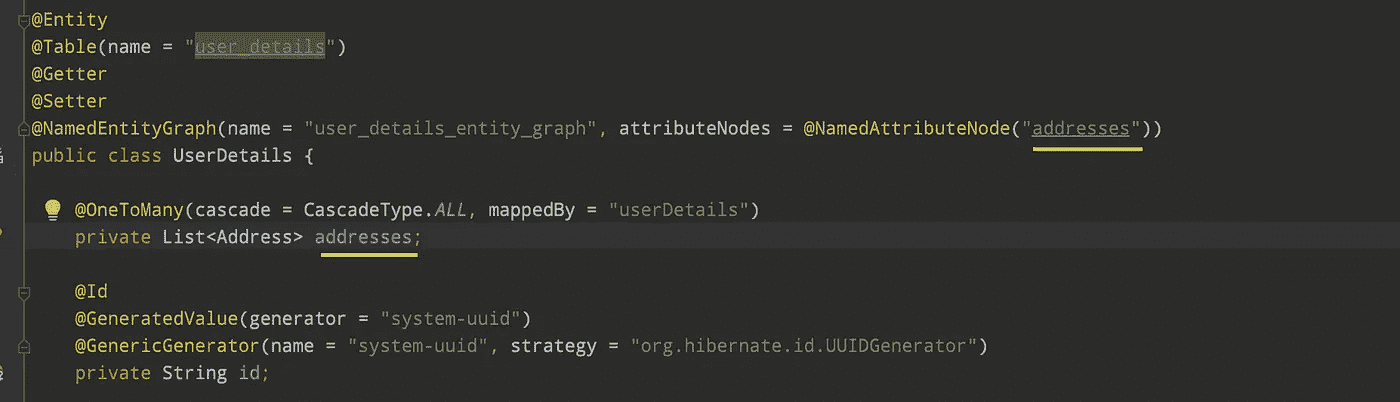 @Entity
@Table(name = "user_details")
@Getter
@Setter
@NamedEntityGraph(name = "user_details_entity_graph", attributeNodes = @NamedAttributeNode("addresses"))
public class UserDetails {
@OneToMany(cascade = CascadeType.ALL, mappedBy = "userDetails")
private List<Address> addresses;
@Id
@GeneratedValue(generator = "system-uuid")
@GenericGenerator(name = "system-uuid", strategy = "org.hibernate.id.UUIDGenerator")
private String id;